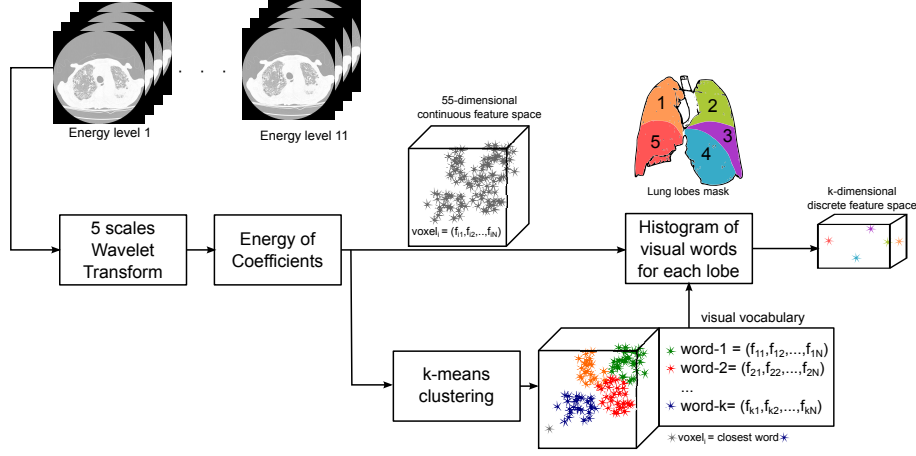 . . .
Energy level 1
Energy level 11
55-dimensional
continuous feature space
voxel_i = (f_i1,f_i2,..,f_iN)
1
2
3
4
5
Lung lobes mask
k-dimensional
discrete feature space
5 scales
Wavelet
Transform
Energy of
Coefficients
Histogram of
visual words
for each lobe
visual vocabulary
k-means
clustering
word-1 = (f_11,f_12,...,f_1N)
word-2= (f_21,f_22,...,f_2N)
...
word-k= (f_k1,f_k2,...,f_kN)
voxel_i = closest word